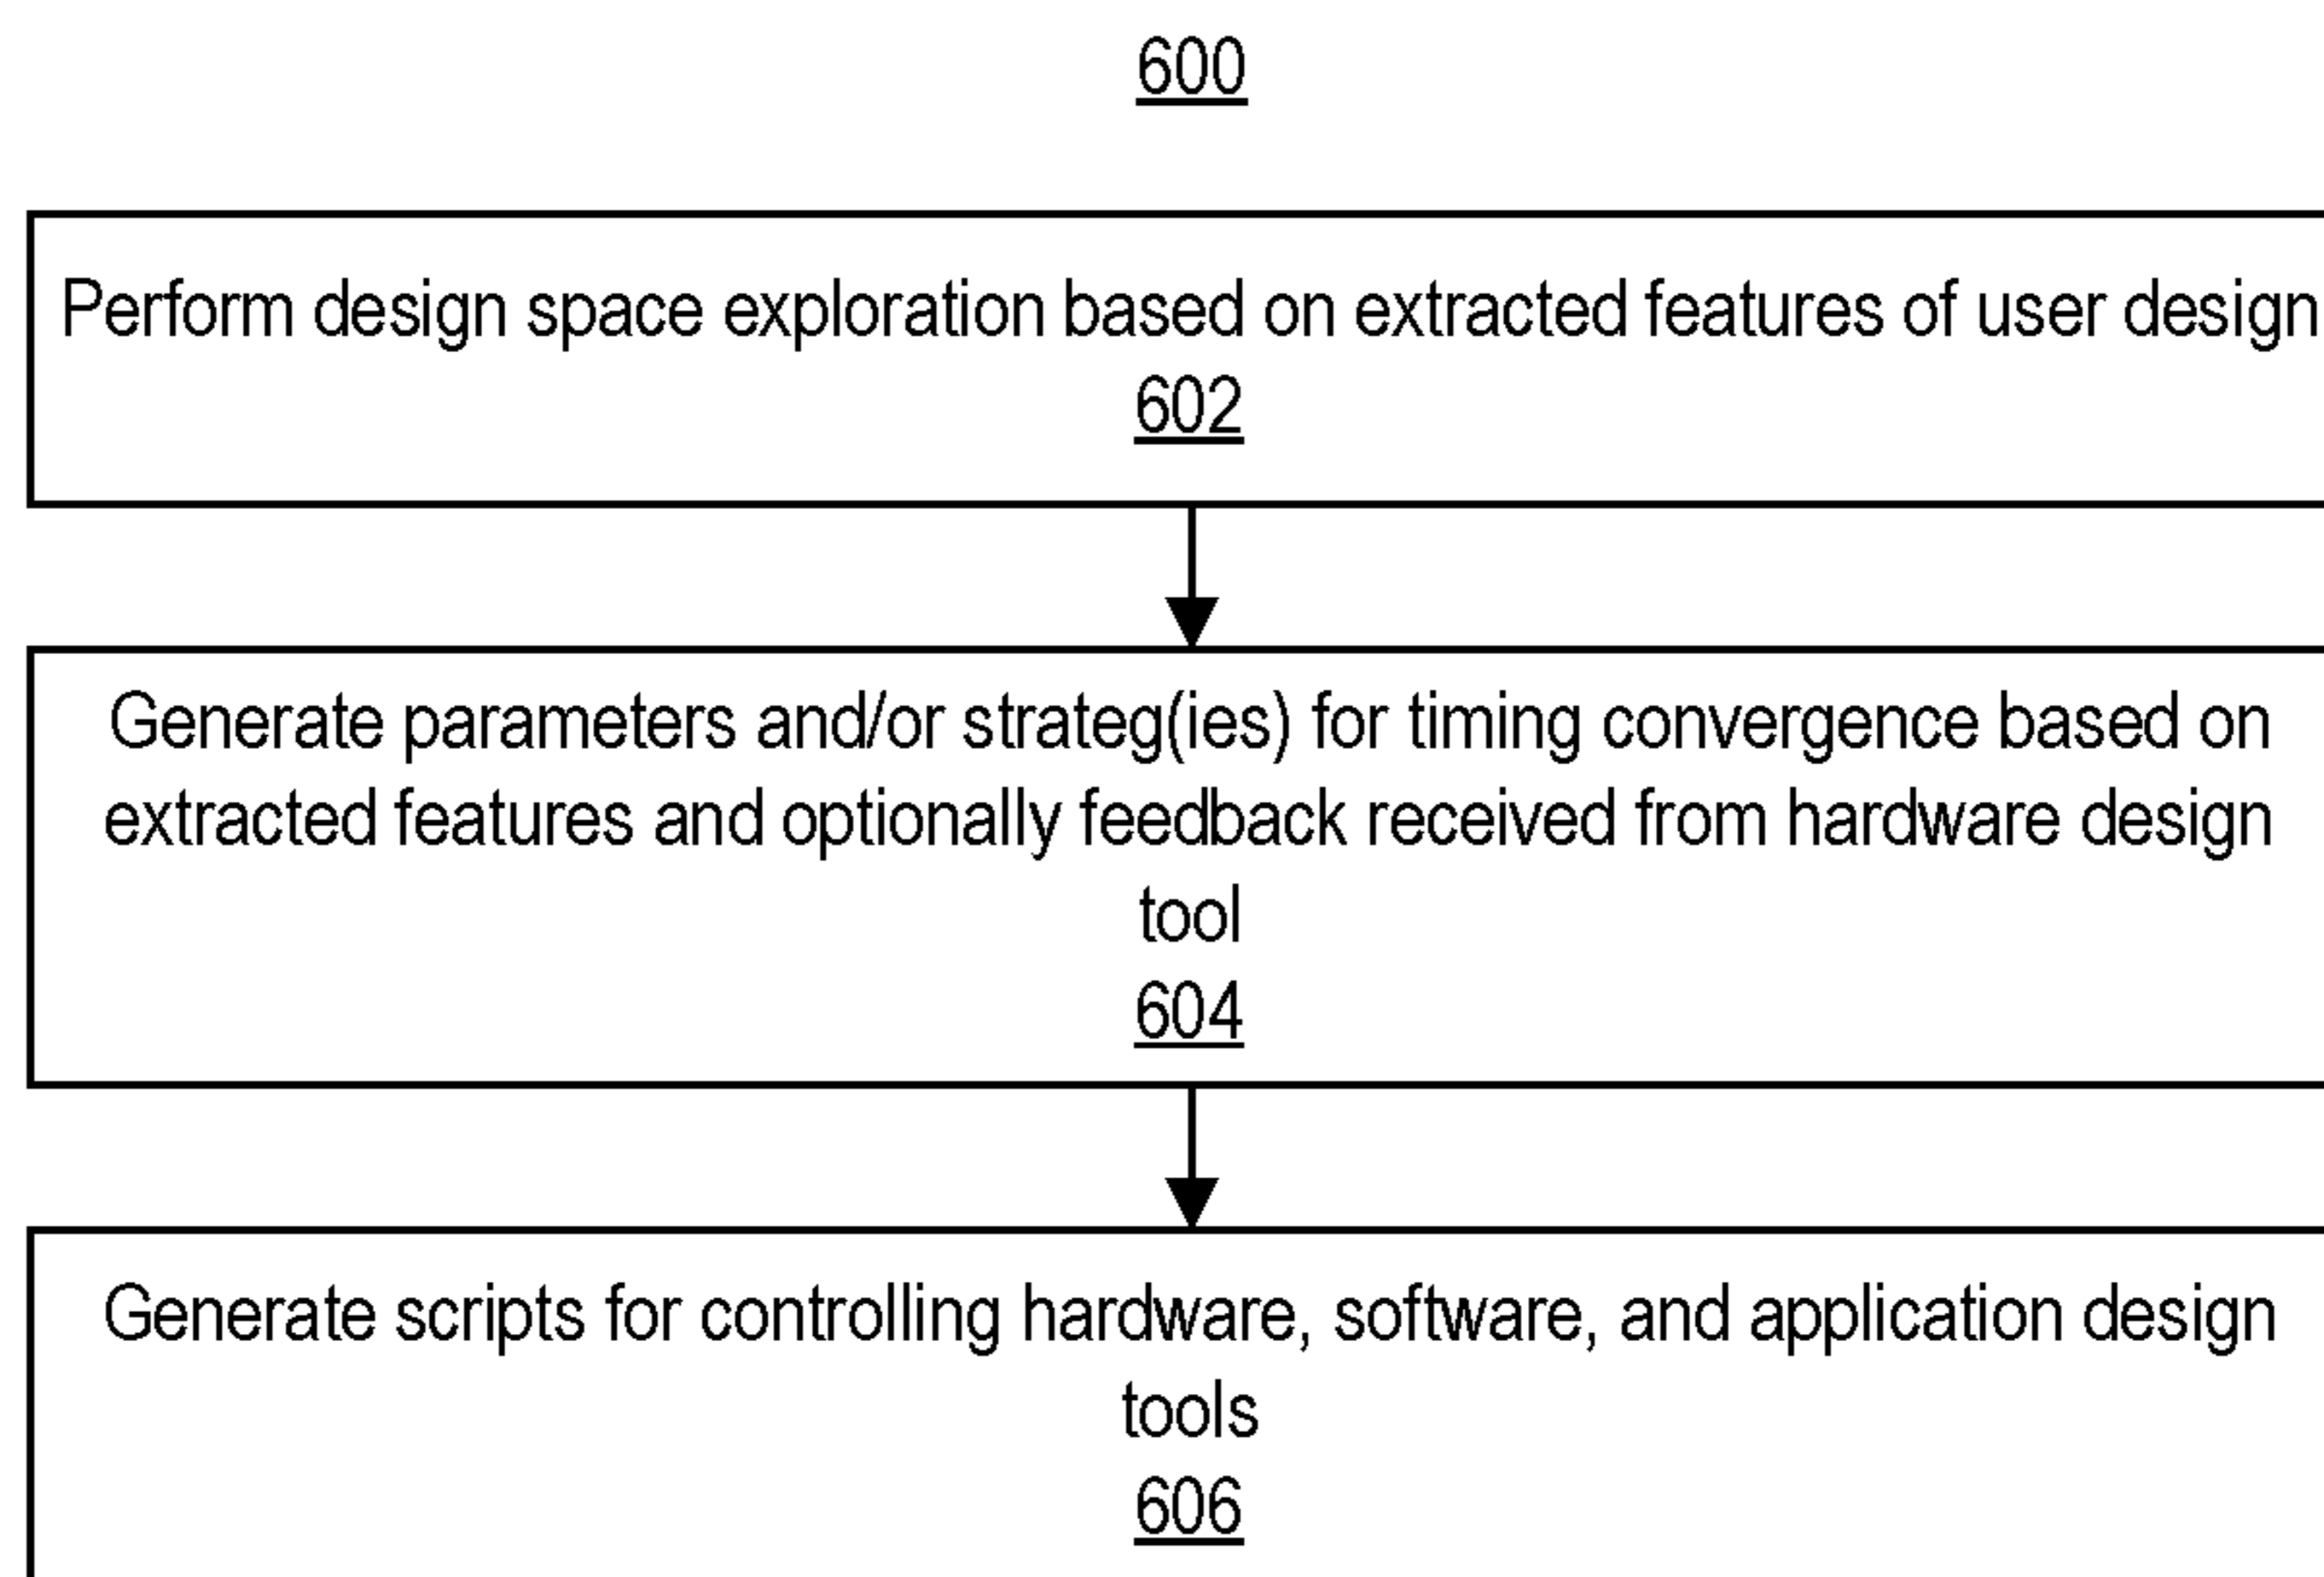 600
Perform design space exploration based on extracted features of user design
602
Generate parameters and/or strateg(ies) for timing convergence based on
extracted features and optionally feedback received from hardware design
tool
604
Generate scripts for controlling hardware, software, and application design
tools
606